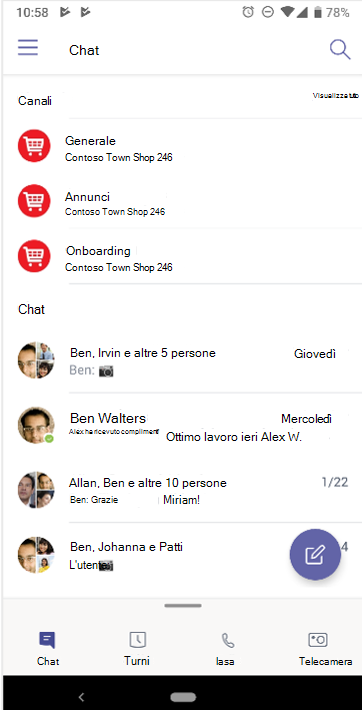 10:58 78%
Chat
Canali
Generale
Contoso Town Shop 246
Annunci
Contoso Town Shop 246
Onboarding
Contoso Town Shop 246
Chat
Ben, Irvin e altre 5 persone Giovedì
Ben:
Ben Walters Mercoledì
Alex ha ricevuto complimenti Ottimo lavoro ieri Alex W.
Allan, Ben e altre 10 persone 1/22
Ben: Grazie Miriam!
Ben, Johanna e Patti 4
L'utente
Chat Turni Iasa Telecamera